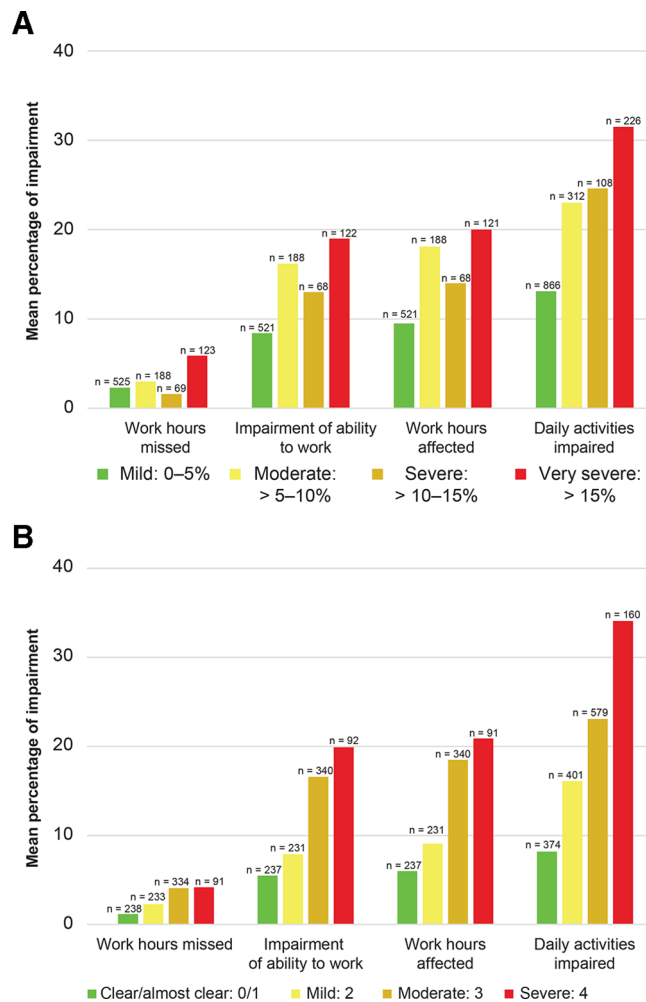 A
Mean percentage of impairment
40
30
20
10
0
n = 525
n = 188
n = 69
n = 123
n = 521
n = 188
n = 68
n = 122
n = 521
n = 188
n = 68
n = 121
n = 866
n = 312
n = 108
n = 226
Work hours
missed
Impairment of ability
to work
Work hours
affected
Daily activities
impaired
Mild: 0–5%
Moderate:
> 5–10%
Severe:
> 10–15%
Very severe:
> 15%
B
Mean percentage of impairment
40
30
20
10
0
n = 238
n = 233
n = 334
n = 91
n = 237
n = 231
n = 340
n = 92
n = 237
n = 231
n = 340
n = 91
n = 374
n = 401
n = 579
n = 160
Work hours missed
Impairment
of ability to work
Work hours
affected
Daily activities
impaired
Clear/almost clear: 0/1
Mild: 2
Moderate: 3
Severe: 4